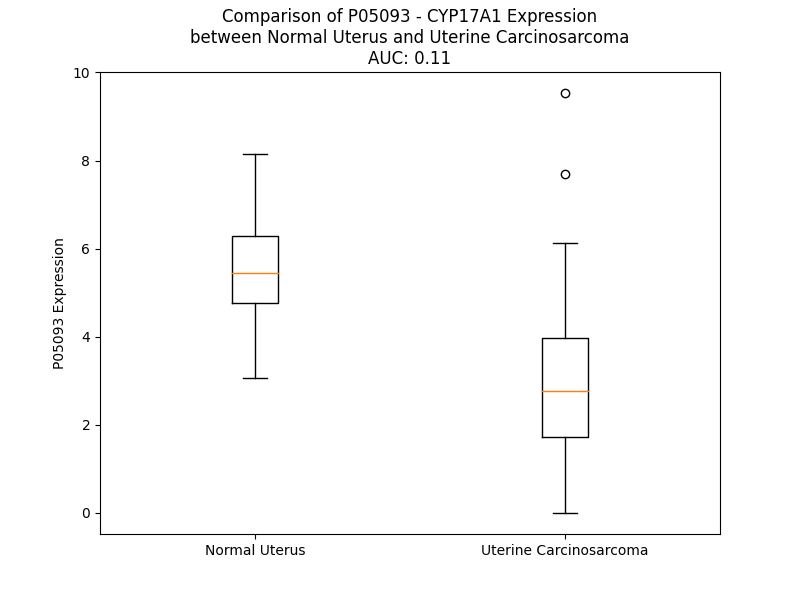 Comparison of P05093 - CYP17A1 Expression
between Normal Uterus and Uterine Carcinosarcoma
AUC: 0.11
10
8
6
4
2
0
P05093 Expression
Normal Uterus
Uterine Carcinosarcoma